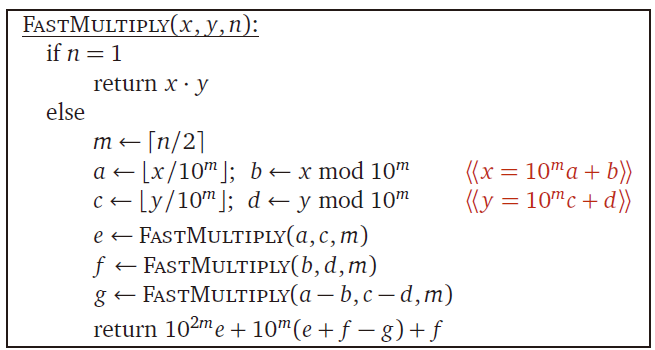 FASTMULTIPLY(x, y, n):
if n = 1
return x · y
else
m ← ⌈n/2⌉
a ← ⌊x/10^m⌋; b ← x mod 10^m ⟨⟨x = 10^m a + b⟩⟩
c ← ⌊y/10^m⌋; d ← y mod 10^m ⟨⟨y = 10^m c + d⟩⟩
e ← FASTMULTIPLY(a, c, m)
f ← FASTMULTIPLY(b, d, m)
g ← FASTMULTIPLY(a − b, c − d, m)
return 10^{2m} e + 10^m (e + f − g) + f